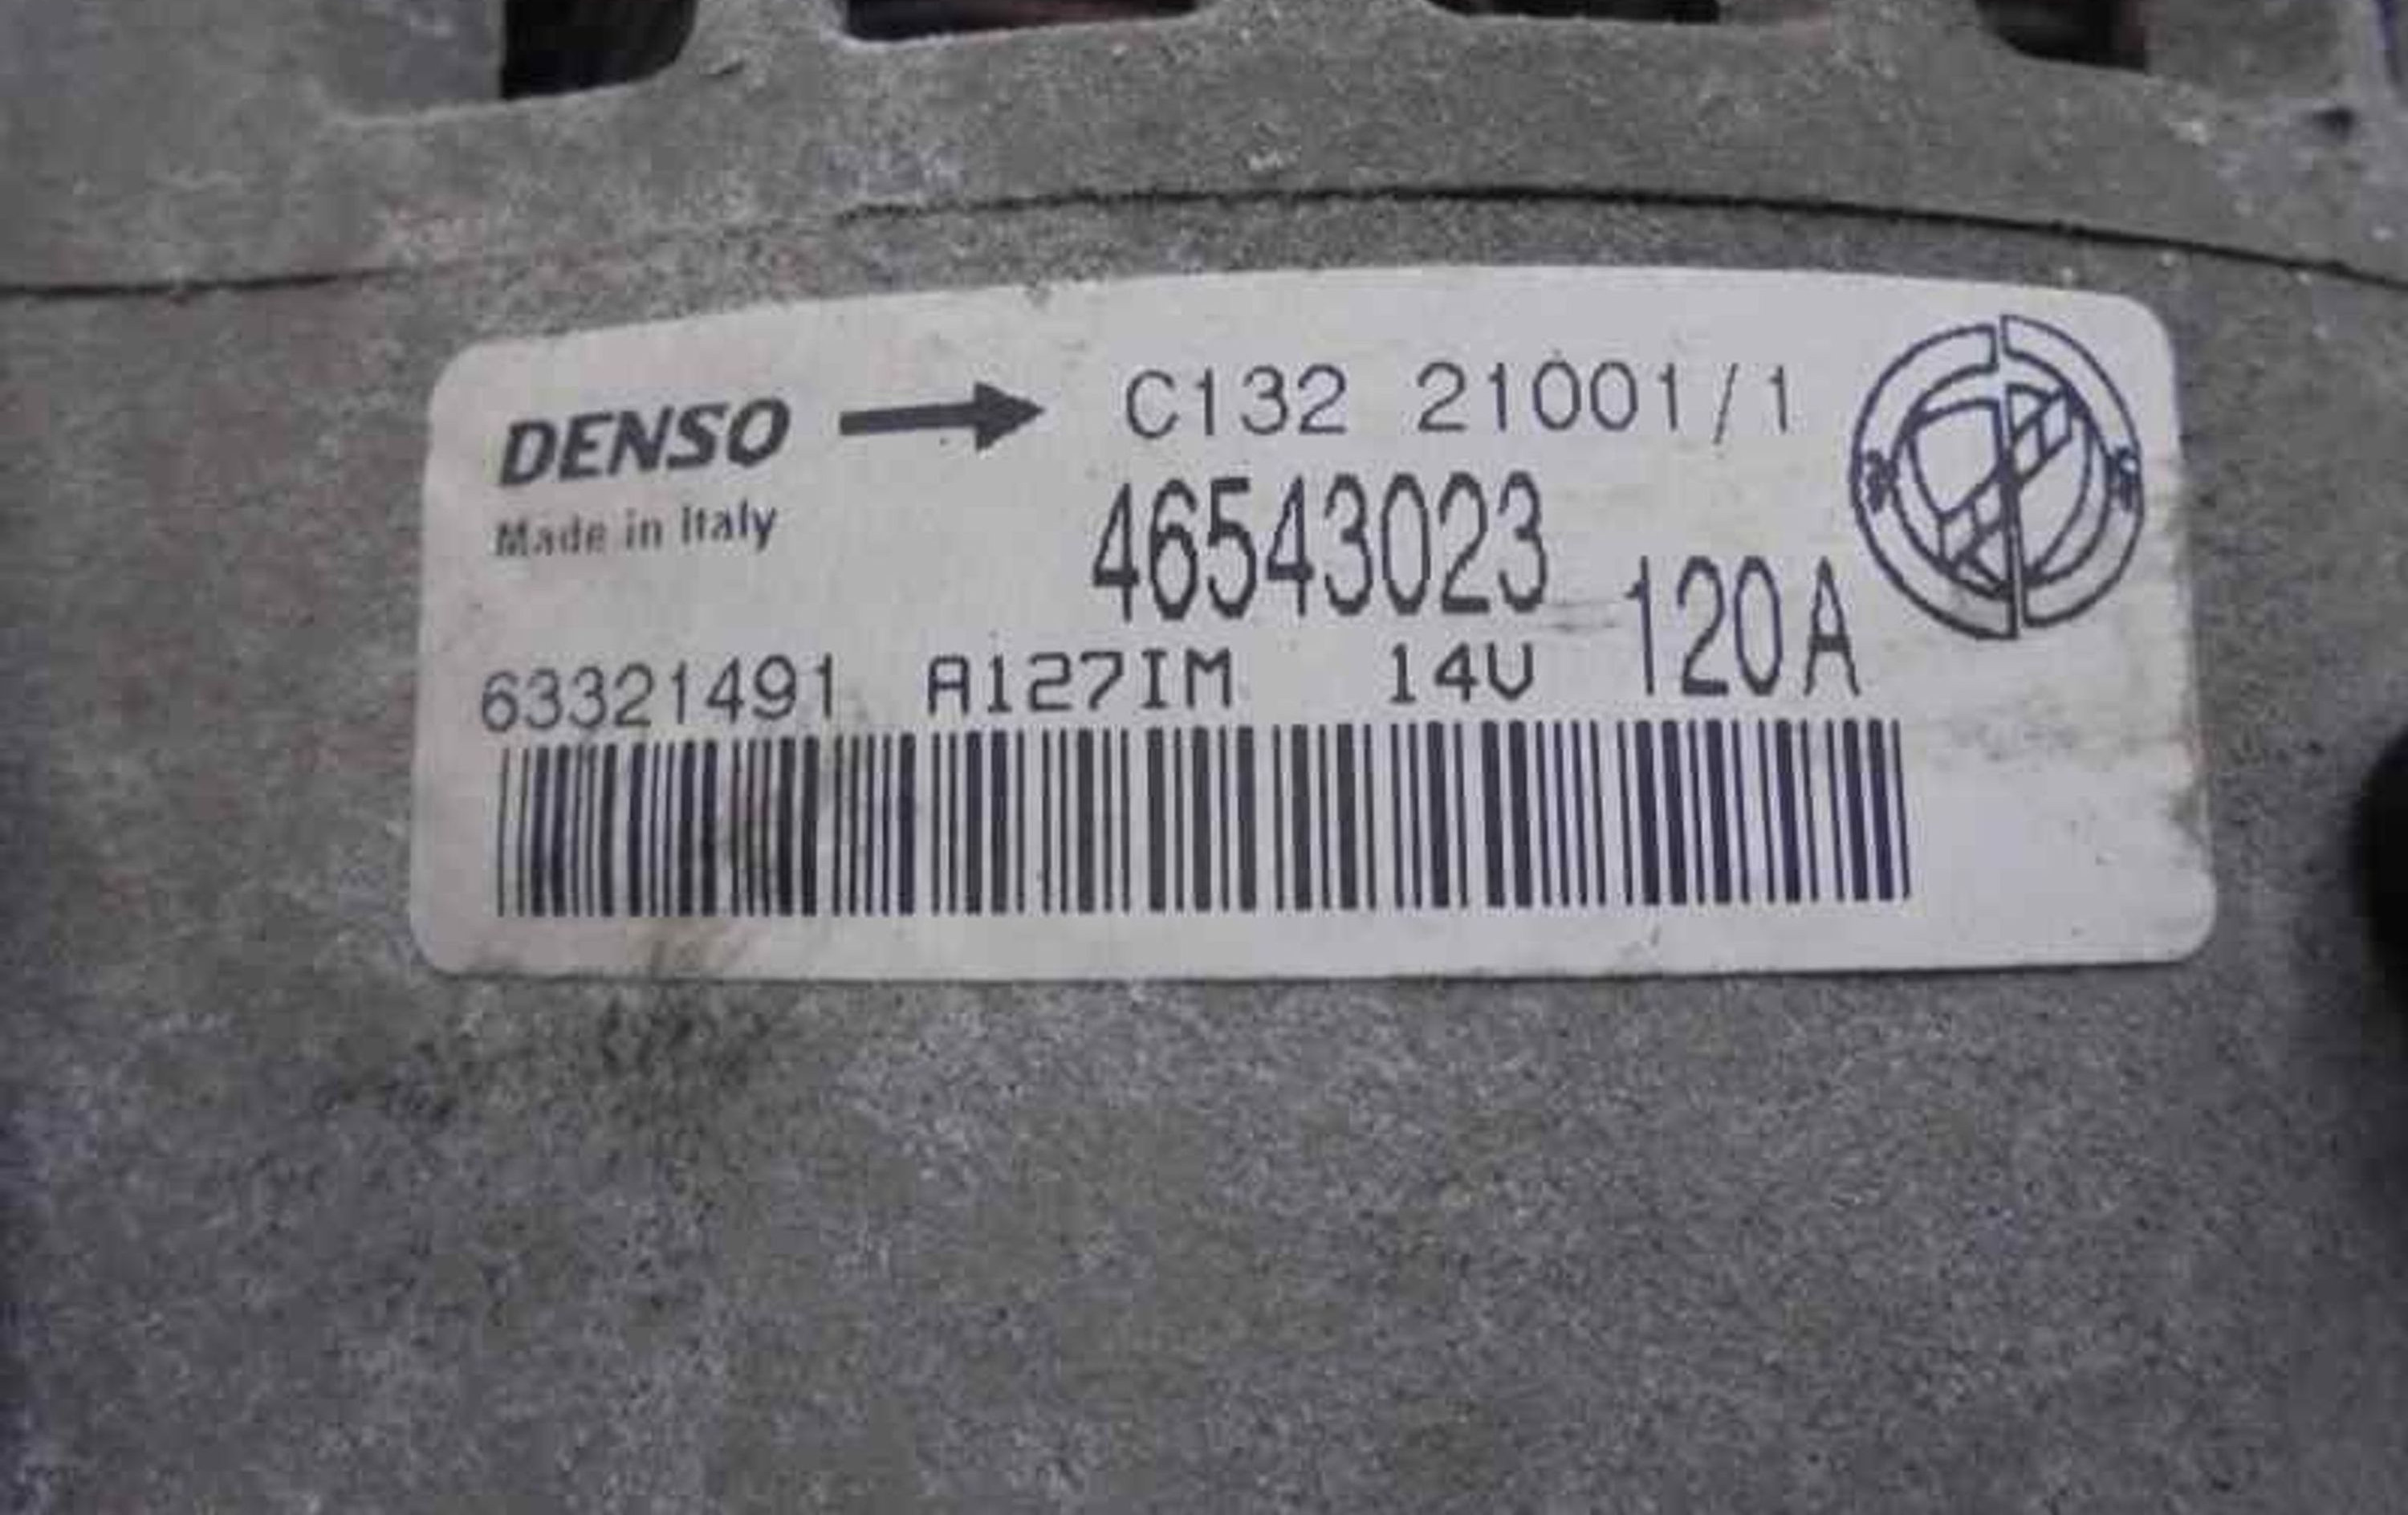 DENSO C132 21001/1
Made in Italy 46543023
63321491 A127IM 14V 120A